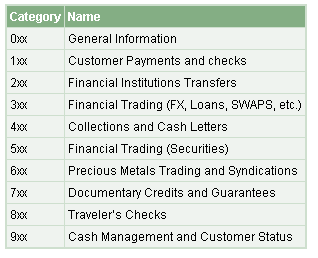 Category Name
0xx General Information
1xx Customer Payments and checks
2xx Financial Institutions Transfers
3xx Financial Trading (FX, Loans, SWAPS, etc.)
4xx Collections and Cash Letters
5xx Financial Trading (Securities)
6xx Precious Metals Trading and Syndications
7xx Documentary Credits and Guarantees
8xx Traveler's Checks
9xx Cash Management and Customer Status